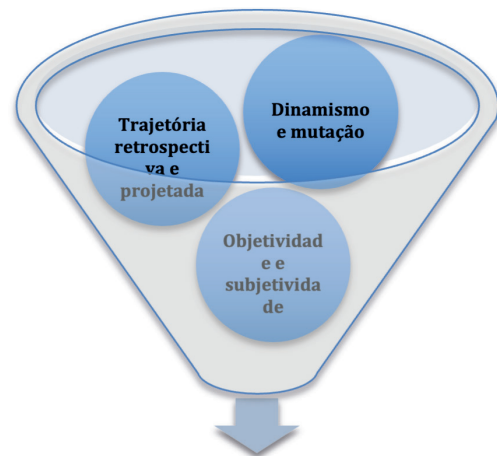 Trajetória
retrospecti
va e
projetada
Dinamismo
e mutação
Objetividad
e e
subjetivida
de